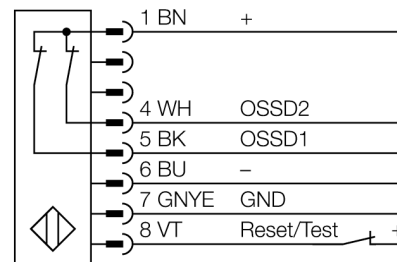 1 BN +
4 WH OSSD2
5 BK OSSD1
6 BU –
7 GNYE GND
8 VT Reset/Test +